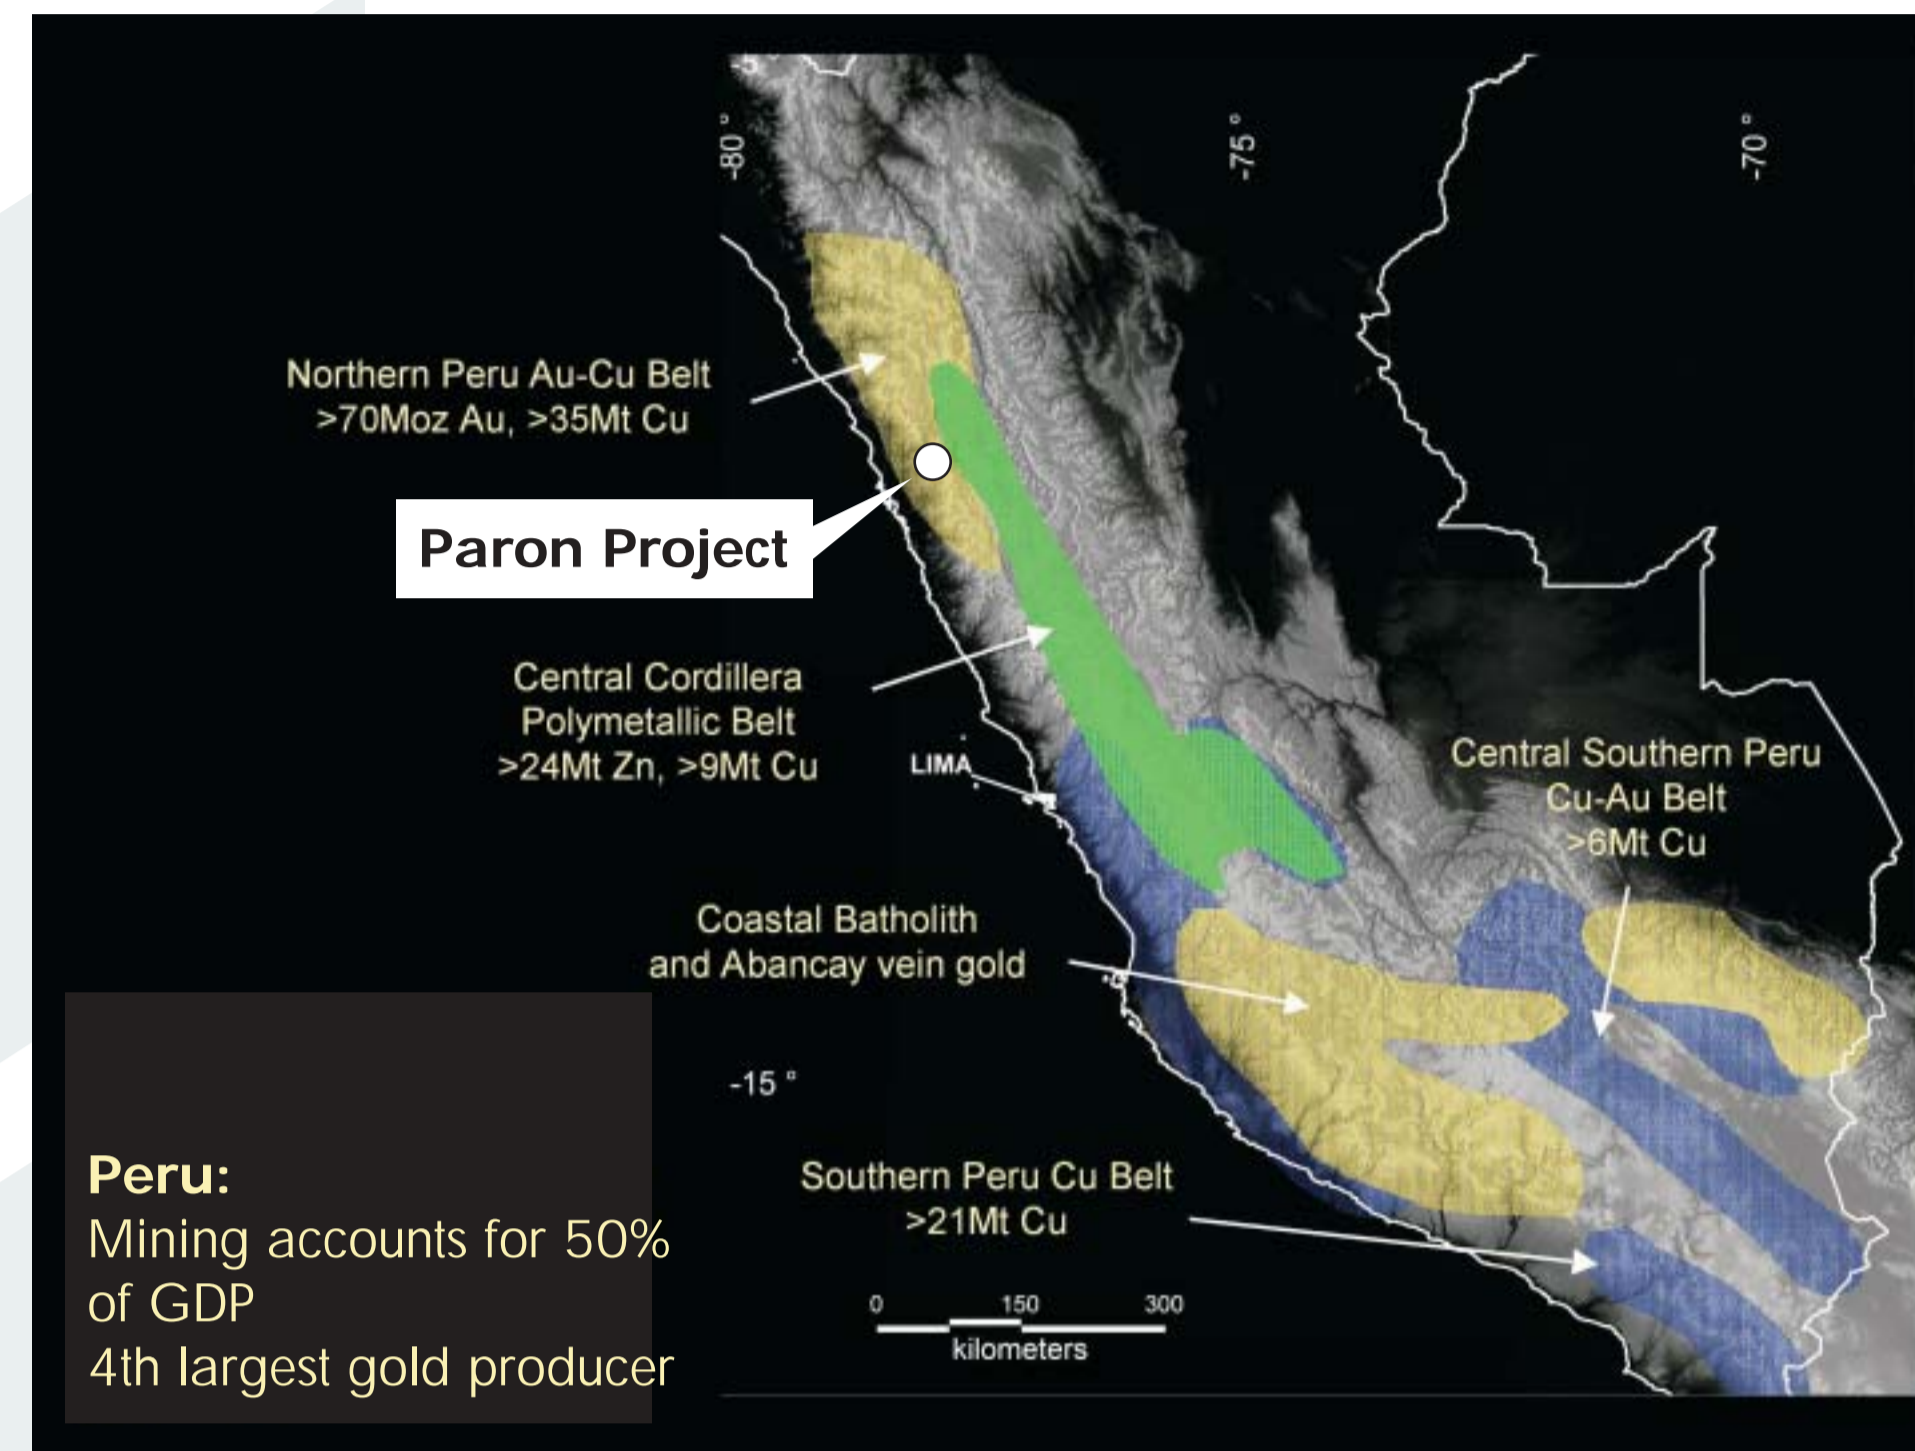 -5°
-80 °
-75 °
-70 °
Northern Peru Au-Cu Belt
>70Moz Au, >35Mt Cu
Paron Project
Central Cordillera
Polymetallic Belt
>24Mt Zn, >9Mt Cu
LIMA
Central Southern Peru
Cu-Au Belt
>6Mt Cu
Coastal Batholith
and Abancay vein gold
-15 °
Southern Peru Cu Belt
>21Mt Cu
0 150 300
kilometers
Peru:
Mining accounts for 50%
of GDP
4th largest gold producer